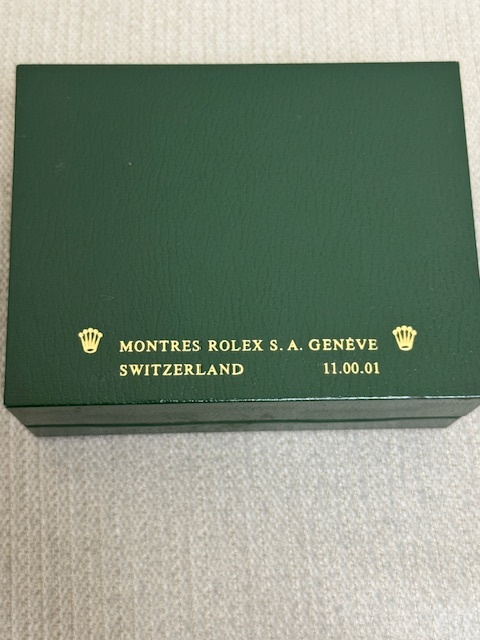 MONTRES ROLEX S.A. GENÈVE
SWITZERLAND 11.00.01